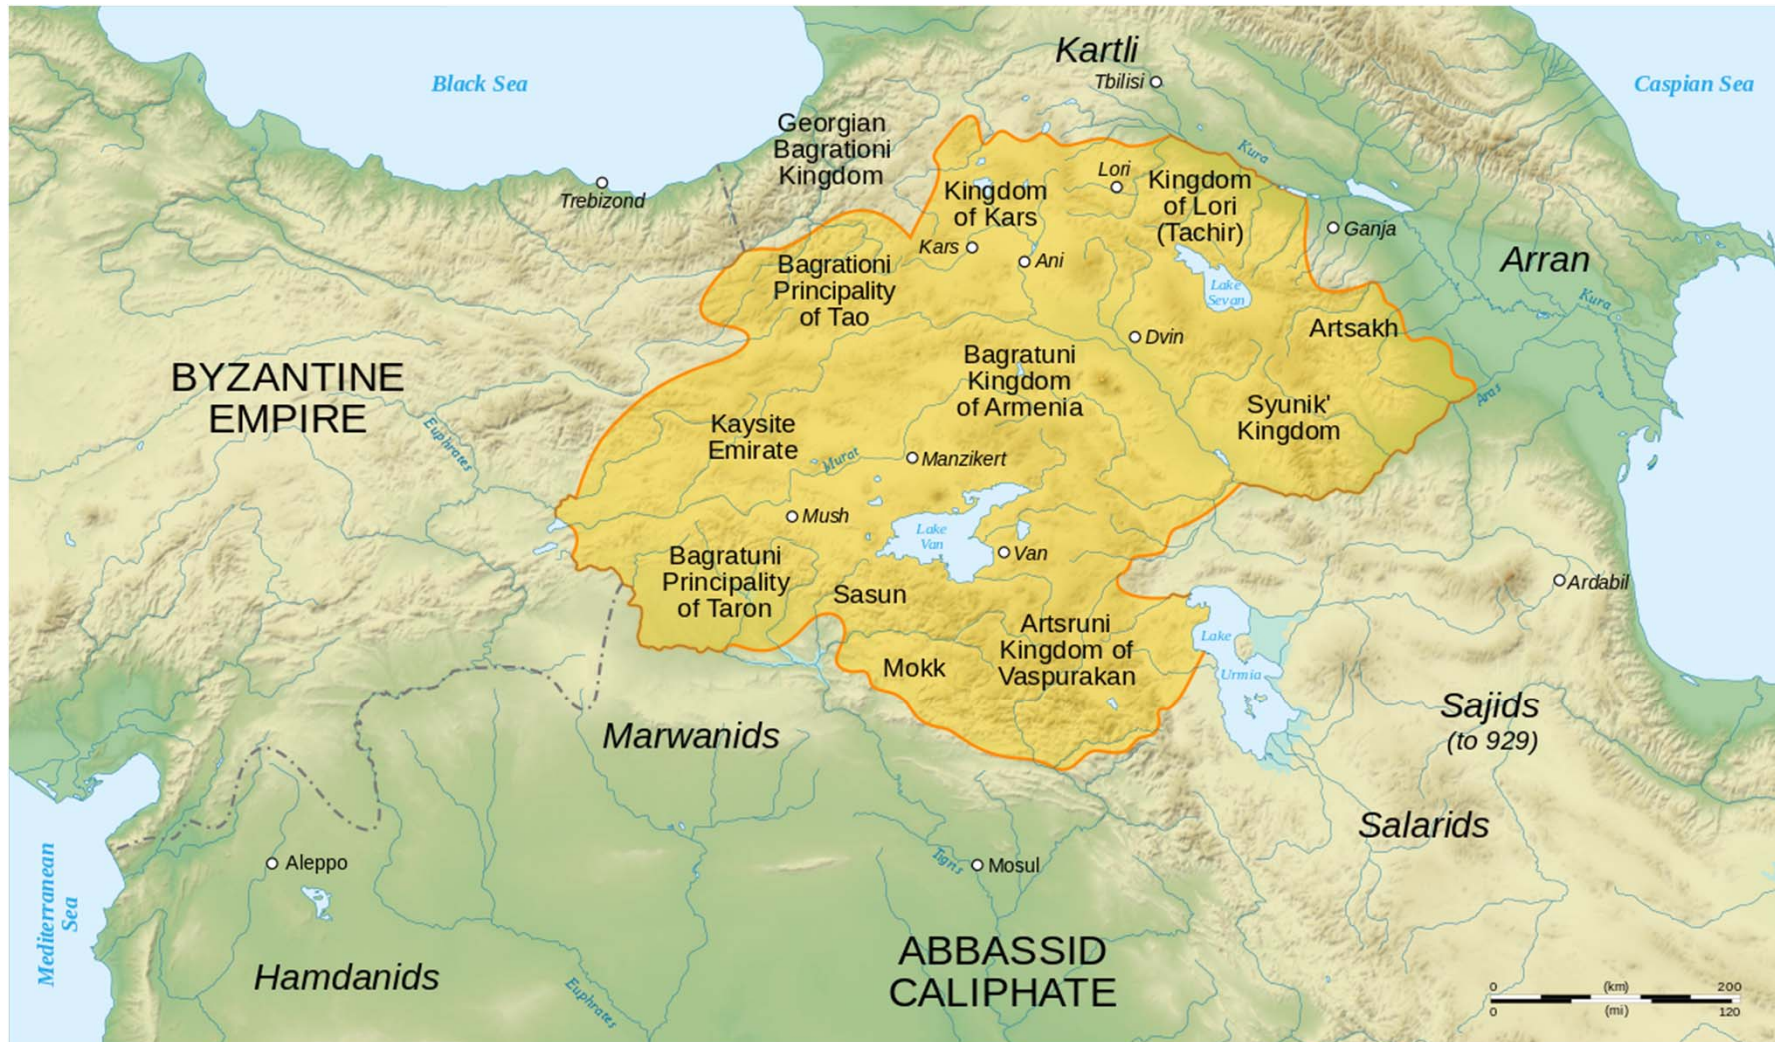 Kartli
Tbilisi
Black Sea
Caspian Sea
Georgian
Bagrationi
Kingdom
Kura
Trebizond
Lori
Kingdom
of Kars
Kingdom
of Lori
(Tachir)
Ganja
Kars
Ani
Arran
Bagrationi
Principality
of Tao
Lake
Sevan
Kura
Artsakh
Dvin
BYZANTINE
EMPIRE
Bagratuni
Kingdom
of Armenia
Aras
Syunik'
Kingdom
Kaysite
Emirate
Euphrates
Murat
Manzikert
Mush
Lake
Van
Van
Bagratuni
Principality
of Taron
Sasun
Ardabil
Artsruni
Kingdom of
Vaspurakan
Lake
Urmia
Mokk
Sajids
(to 929)
Marwanids
Salarids
Mediterranean
Sea
Aleppo
Tigris
Mosul
Hamdanids
Euphrates
ABBASSID
CALIPHATE
0 (km) 200
0 (mi) 120